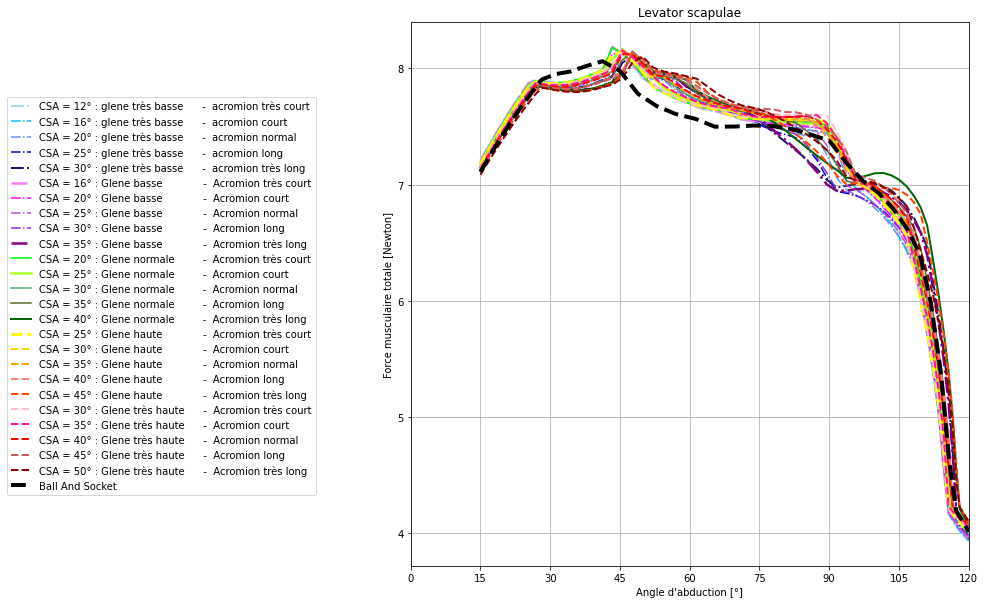 Levator scapulae
CSA = 12° : glene très basse - acromion très court
CSA = 16° : glene très basse - acromion court
CSA = 20° : glene très basse - acromion normal
CSA = 25° : glene très basse - acromion long
CSA = 30° : glene très basse - acromion très long
CSA = 16° : Glene basse - Acromion très court
CSA = 20° : Glene basse - Acromion court
CSA = 25° : Glene basse - Acromion normal
CSA = 30° : Glene basse - Acromion long
CSA = 35° : Glene basse - Acromion très long
CSA = 20° : Glene normale - Acromion très court
CSA = 25° : Glene normale - Acromion court
CSA = 30° : Glene normale - Acromion normal
CSA = 35° : Glene normale - Acromion long
CSA = 40° : Glene normale - Acromion très long
CSA = 25° : Glene haute - Acromion très court
CSA = 30° : Glene haute - Acromion court
CSA = 35° : Glene haute - Acromion normal
CSA = 40° : Glene haute - Acromion long
CSA = 45° : Glene haute - Acromion très long
CSA = 30° : Glene très haute - Acromion très court
CSA = 35° : Glene très haute - Acromion court
CSA = 40° : Glene très haute - Acromion normal
CSA = 45° : Glene très haute - Acromion long
CSA = 50° : Glene très haute - Acromion très long
Ball And Socket
Force musculaire totale [Newton]
8
7
6
5
4
0 15 30 45 60 75 90 105 120
Angle d'abduction [°]